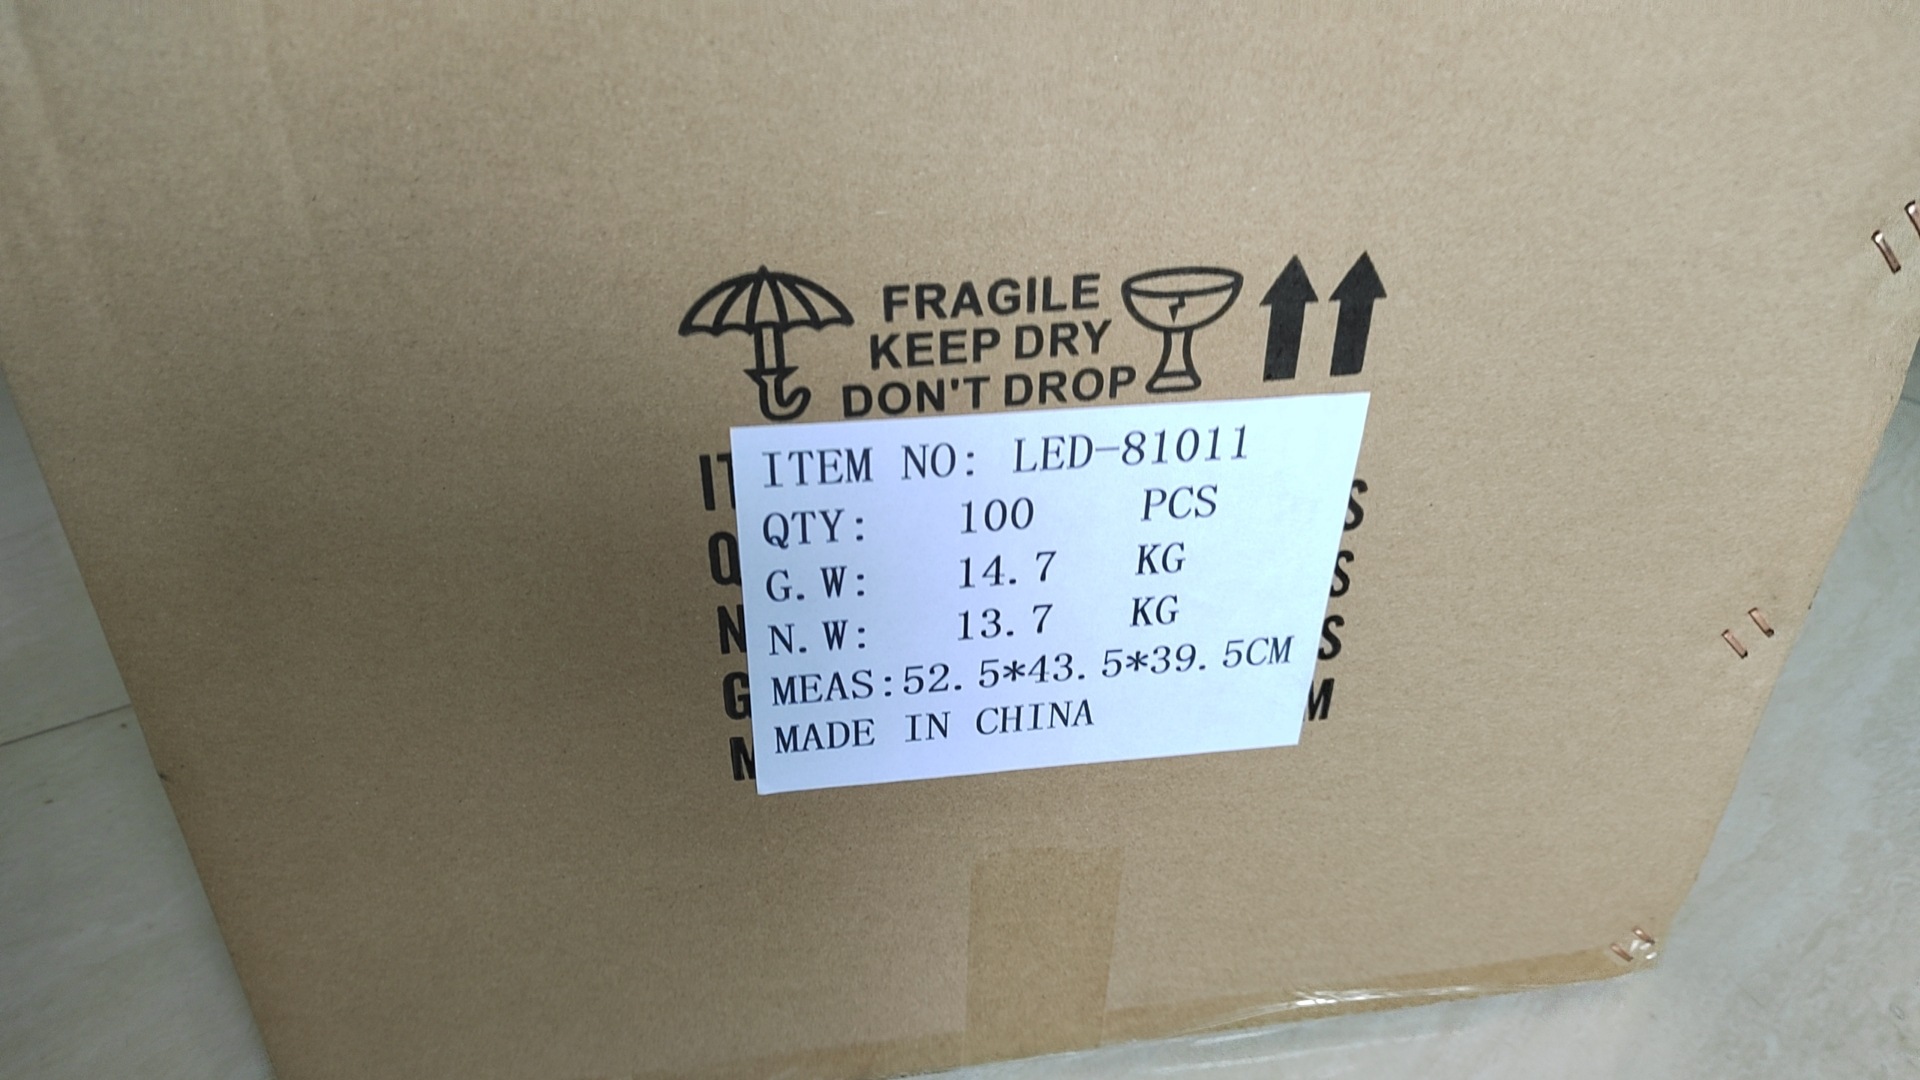 FRAGILE
KEEP DRY
DON'T DROP
ITEM NO: LED-81011
QTY: 100 PCS
G.W: 14.7 KG
N.W: 13.7 KG
MEAS:52.5*43.5*39.5CM
MADE IN CHINA